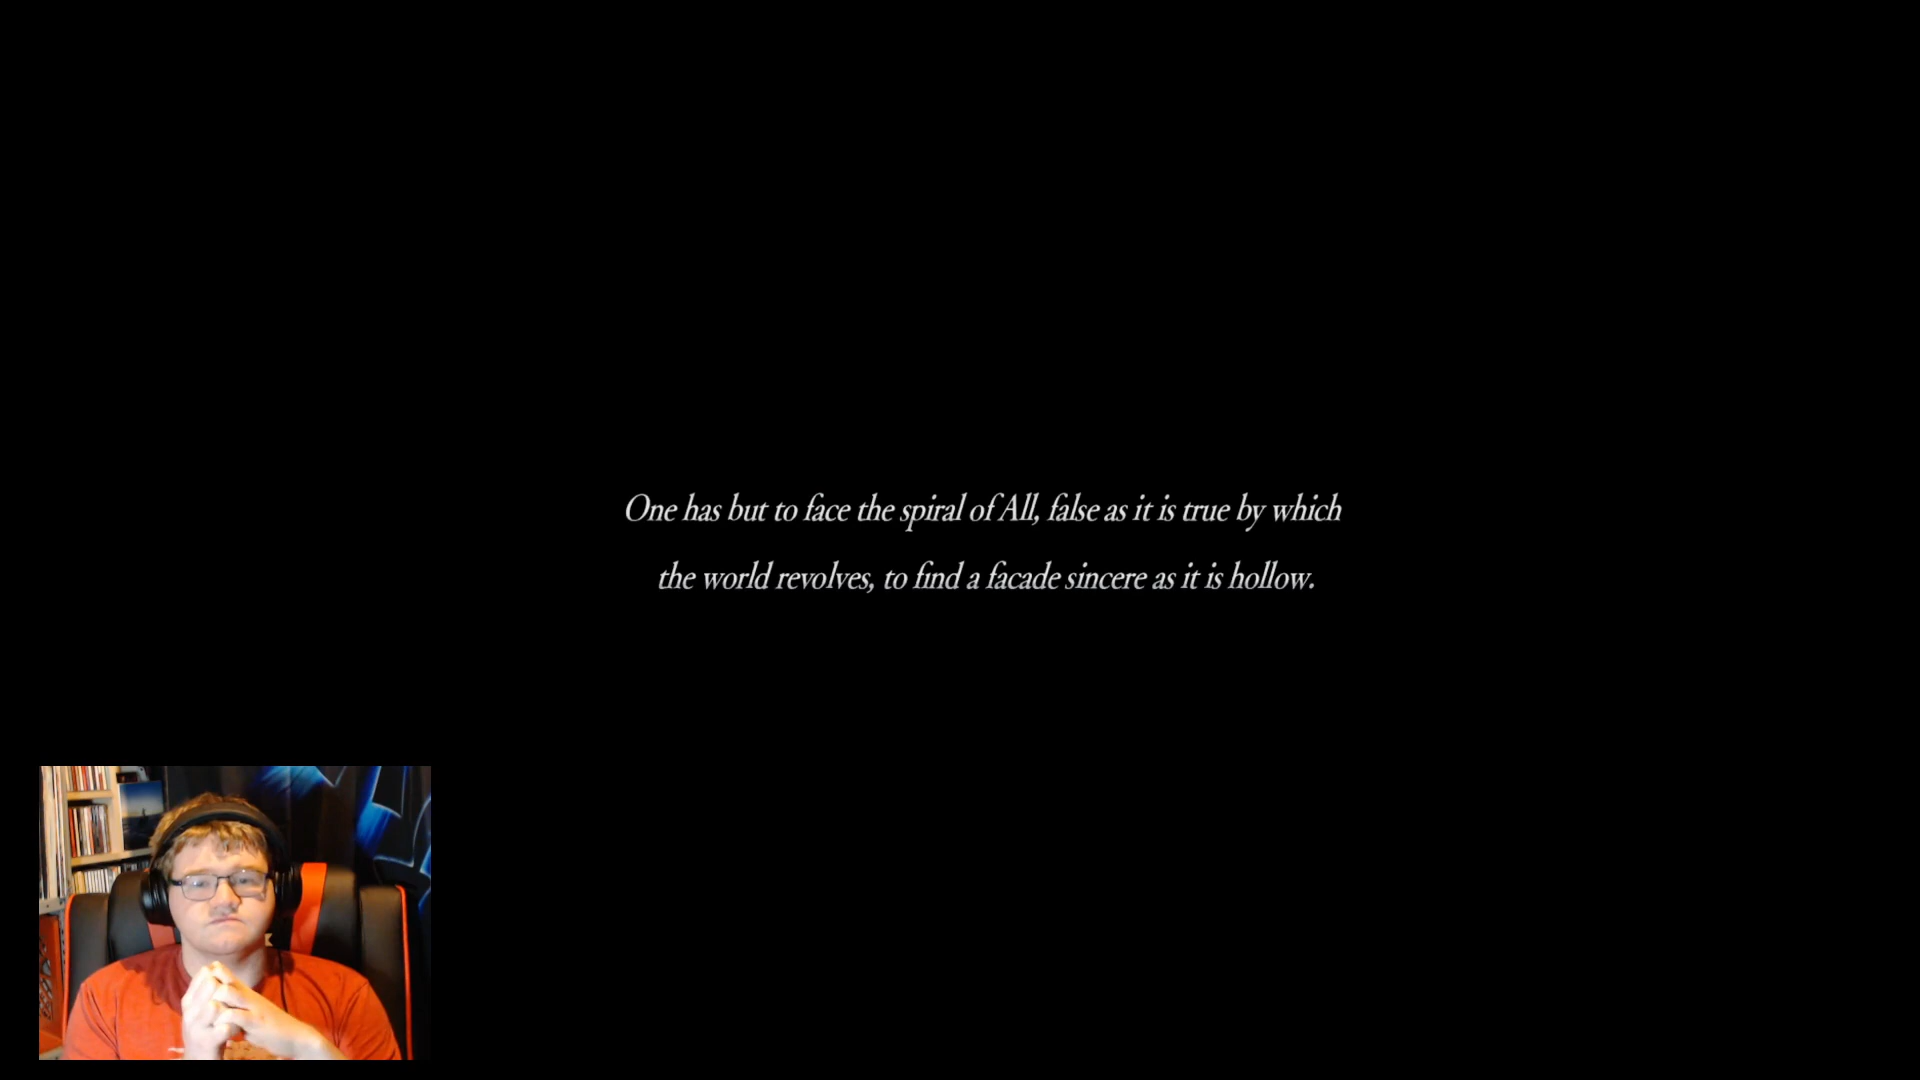 One has but to face the spiral of All, false as it is true by which
the world revolves, to find a facade sincere as it is hollow.